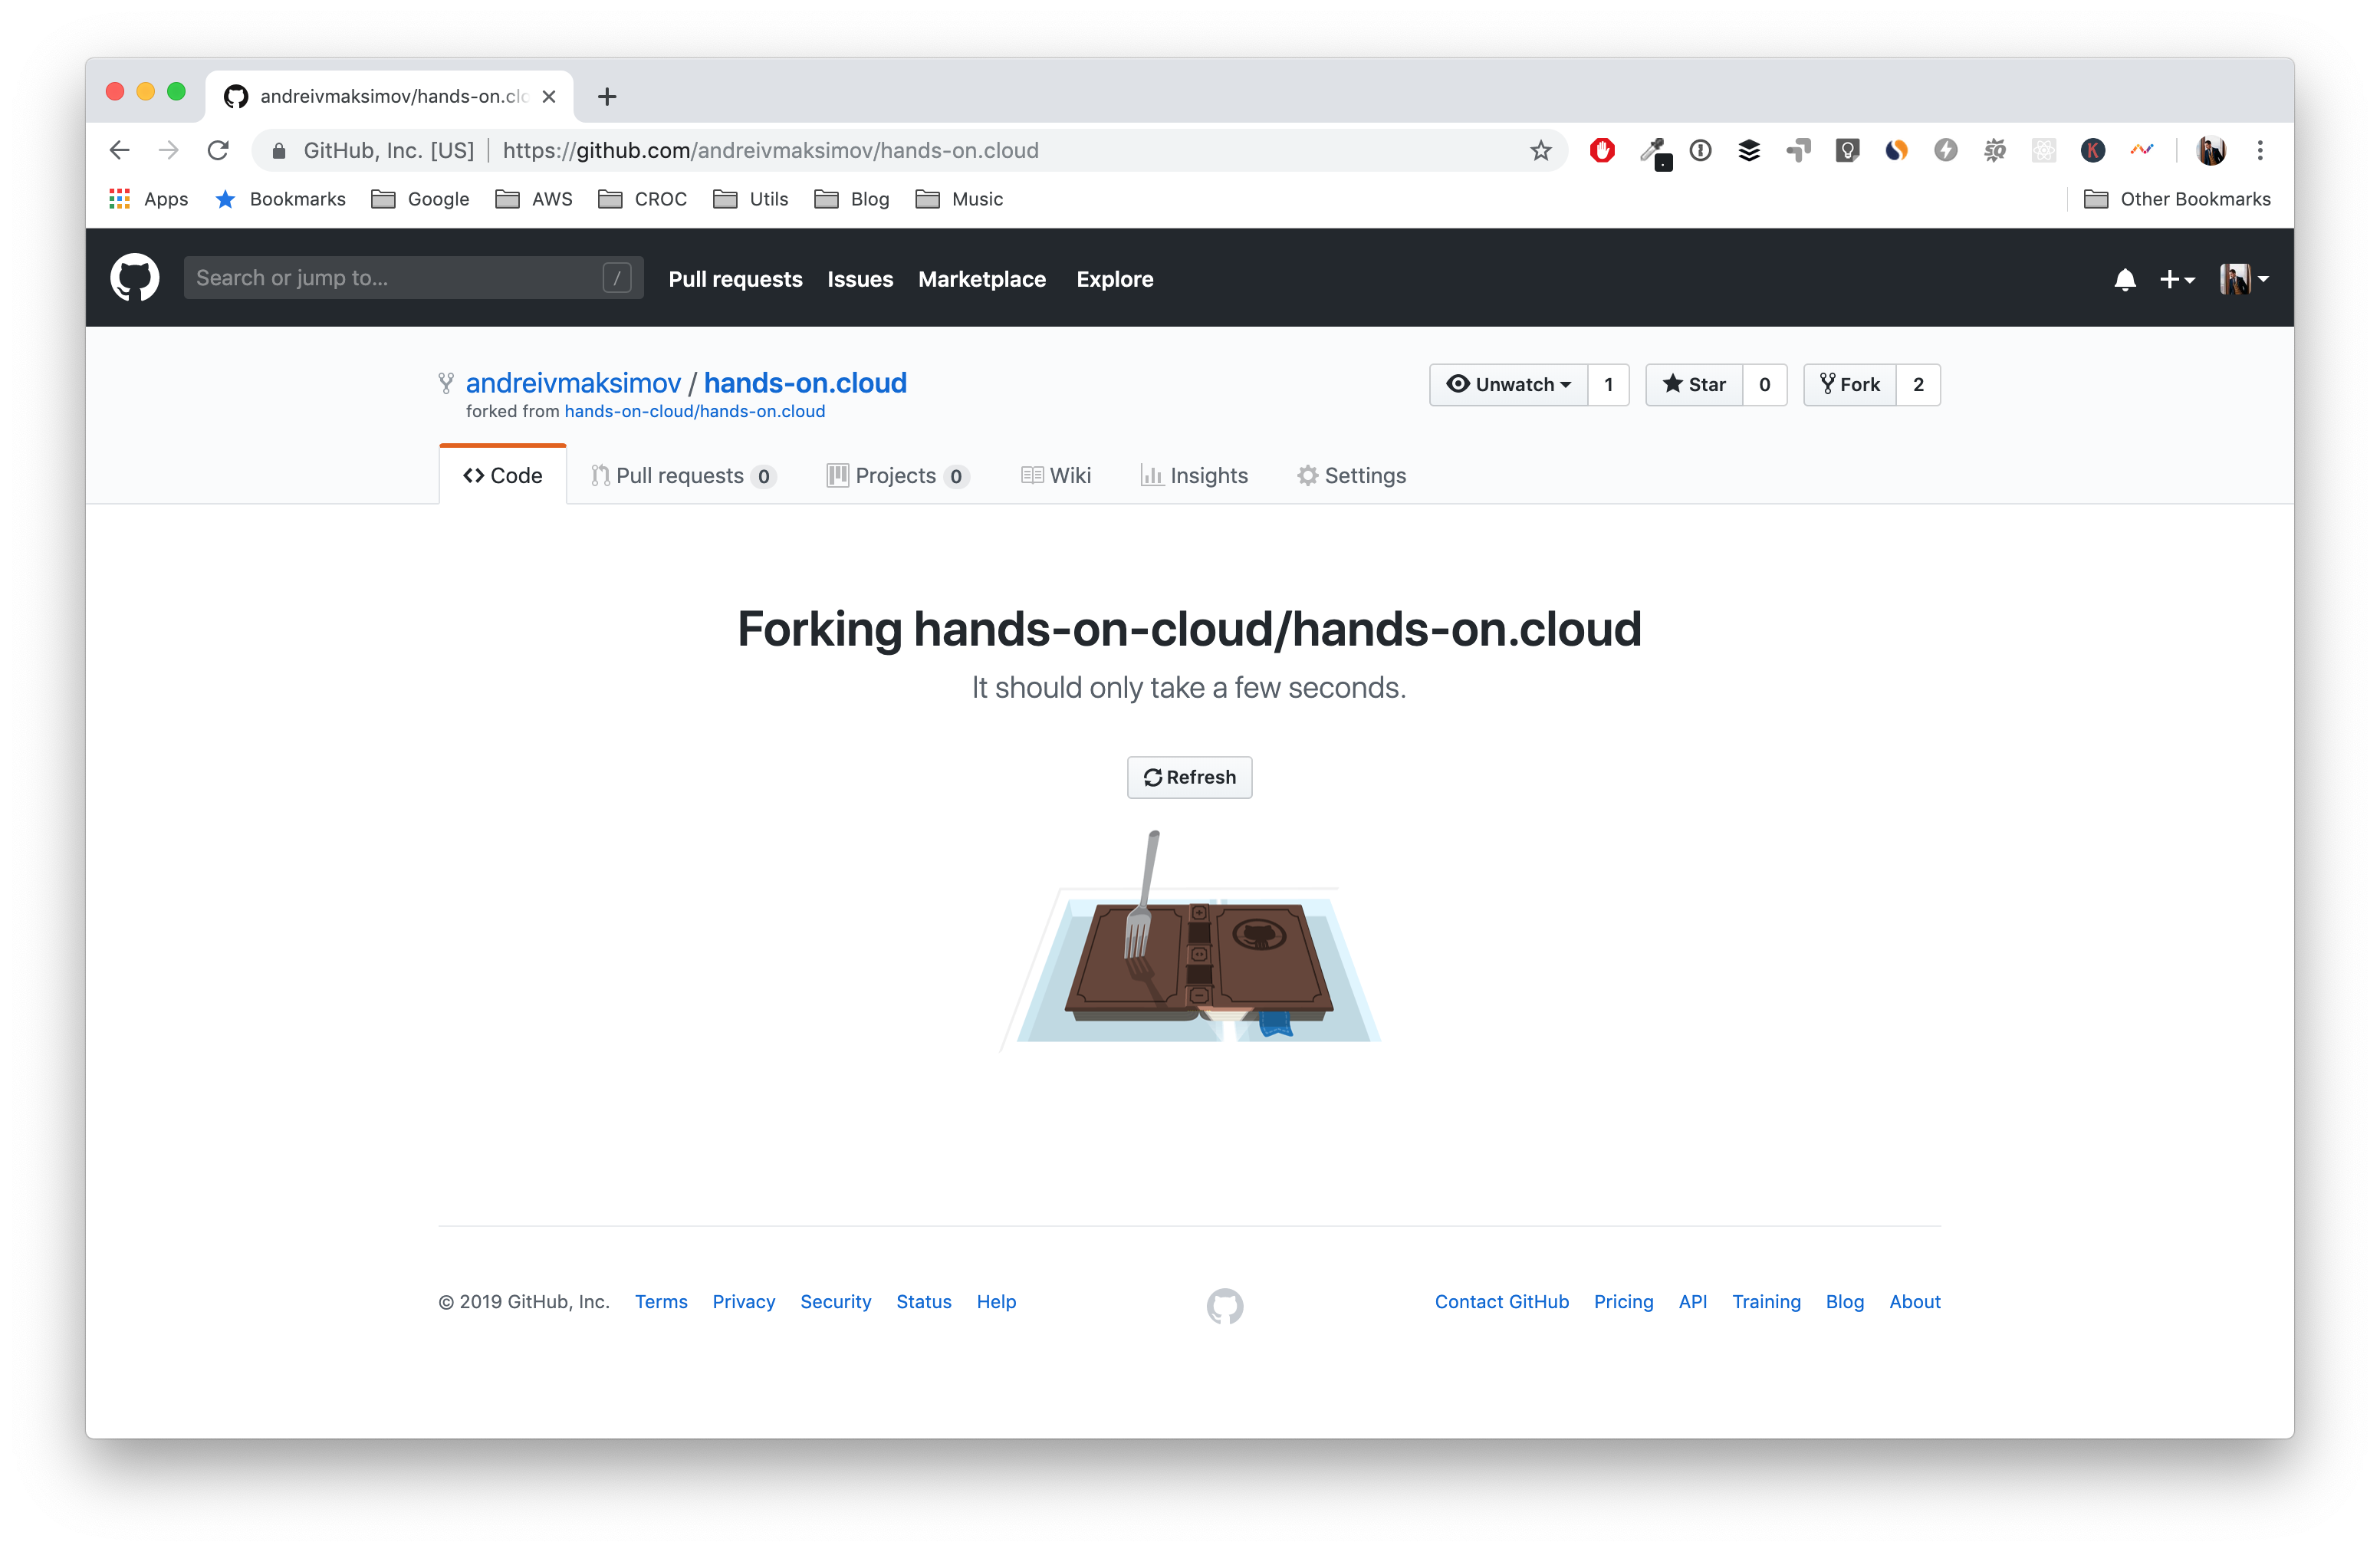 andreivmaksimov/hands-on.clo
GitHub, Inc. [US] | https://github.com/andreivmaksimov/hands-on.cloud
Apps Bookmarks Google AWS CROC Utils Blog Music Other Bookmarks
Search or jump to... / Pull requests Issues Marketplace Explore
andreivmaksimov / hands-on.cloud Unwatch 1 Star 0 Fork 2
forked from hands-on-cloud/hands-on.cloud
Code Pull requests 0 Projects 0 Wiki Insights Settings
Forking hands-on-cloud/hands-on.cloud
It should only take a few seconds.
Refresh
© 2019 GitHub, Inc. Terms Privacy Security Status Help Contact GitHub Pricing API Training Blog About